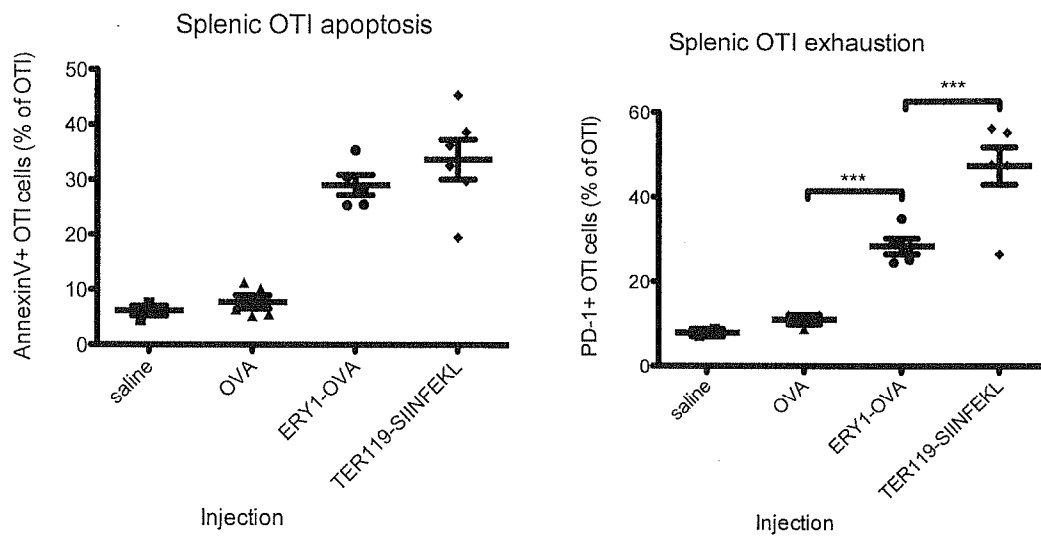 Splenic OTI apoptosis
AnnexinV+ OTI cells (% of OTI)
50
40
30
20
10
0
saline
OVA
ERY1-OVA
TER119-SIINFEKL
Injection
Splenic OTI exhaustion
PD-1+ OTI cells (% of OTI)
60
40
20
0
***
***
saline
OVA
ERY1-OVA
TER119-SIINFEKL
Injection